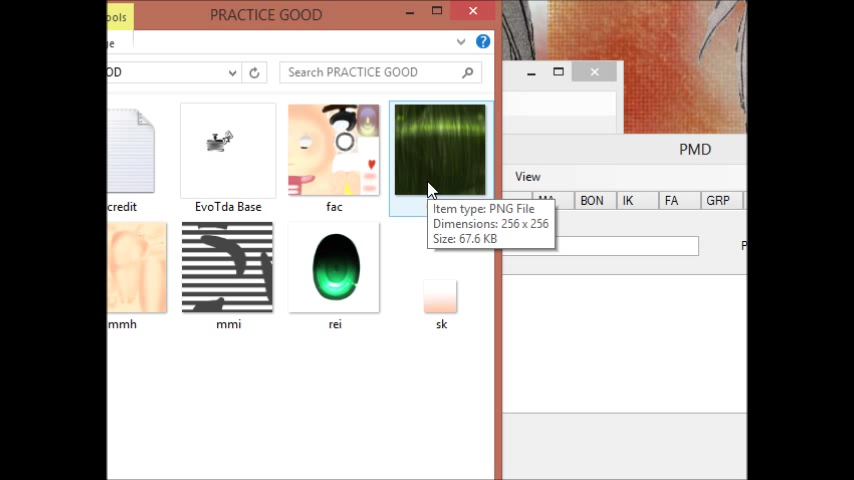 ools
PRACTICE GOOD
ge
OD
Search PRACTICE GOOD
credit
EvoTda Base
fac
Item type: PNG File
Dimensions: 256 x 256
Size: 67.6 KB
mmh
mmi
rei
sk
PMD
View
BON
IK
FA
GRP
P